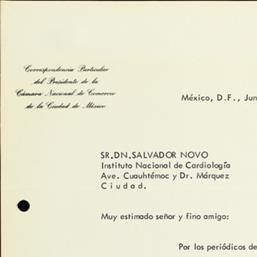 Correspondencia Particular
del Presidente de la
Cámara Nacional de Comercio
de la Ciudad de México
México, D.F., Jun
SR.DN.SALVADOR NOVO
Instituto Nacional de Cardiología
Ave. Cuauhtémoc y Dr. Márquez
C i u d a d.
Muy estimado señor y fino amigo:
Por los periódicos de